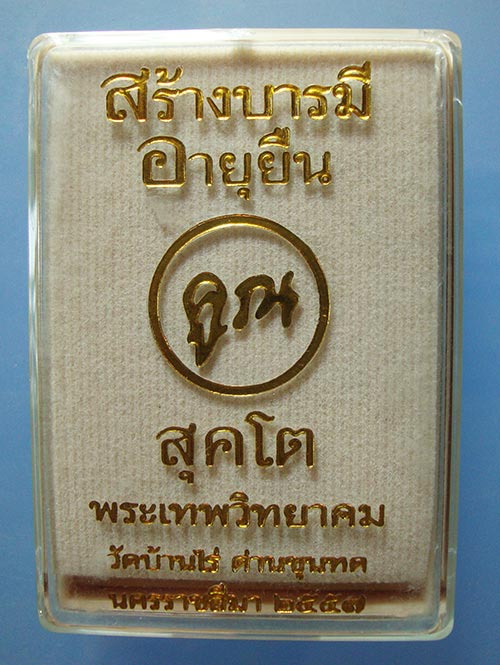 สร้างบารมี
อายุยืน
คูณ
สุคโต
พระเทพวิทยาคม
วัดบ้านไร่ ด่านขุนทด
นครราชสีมา ๒๕๕๗